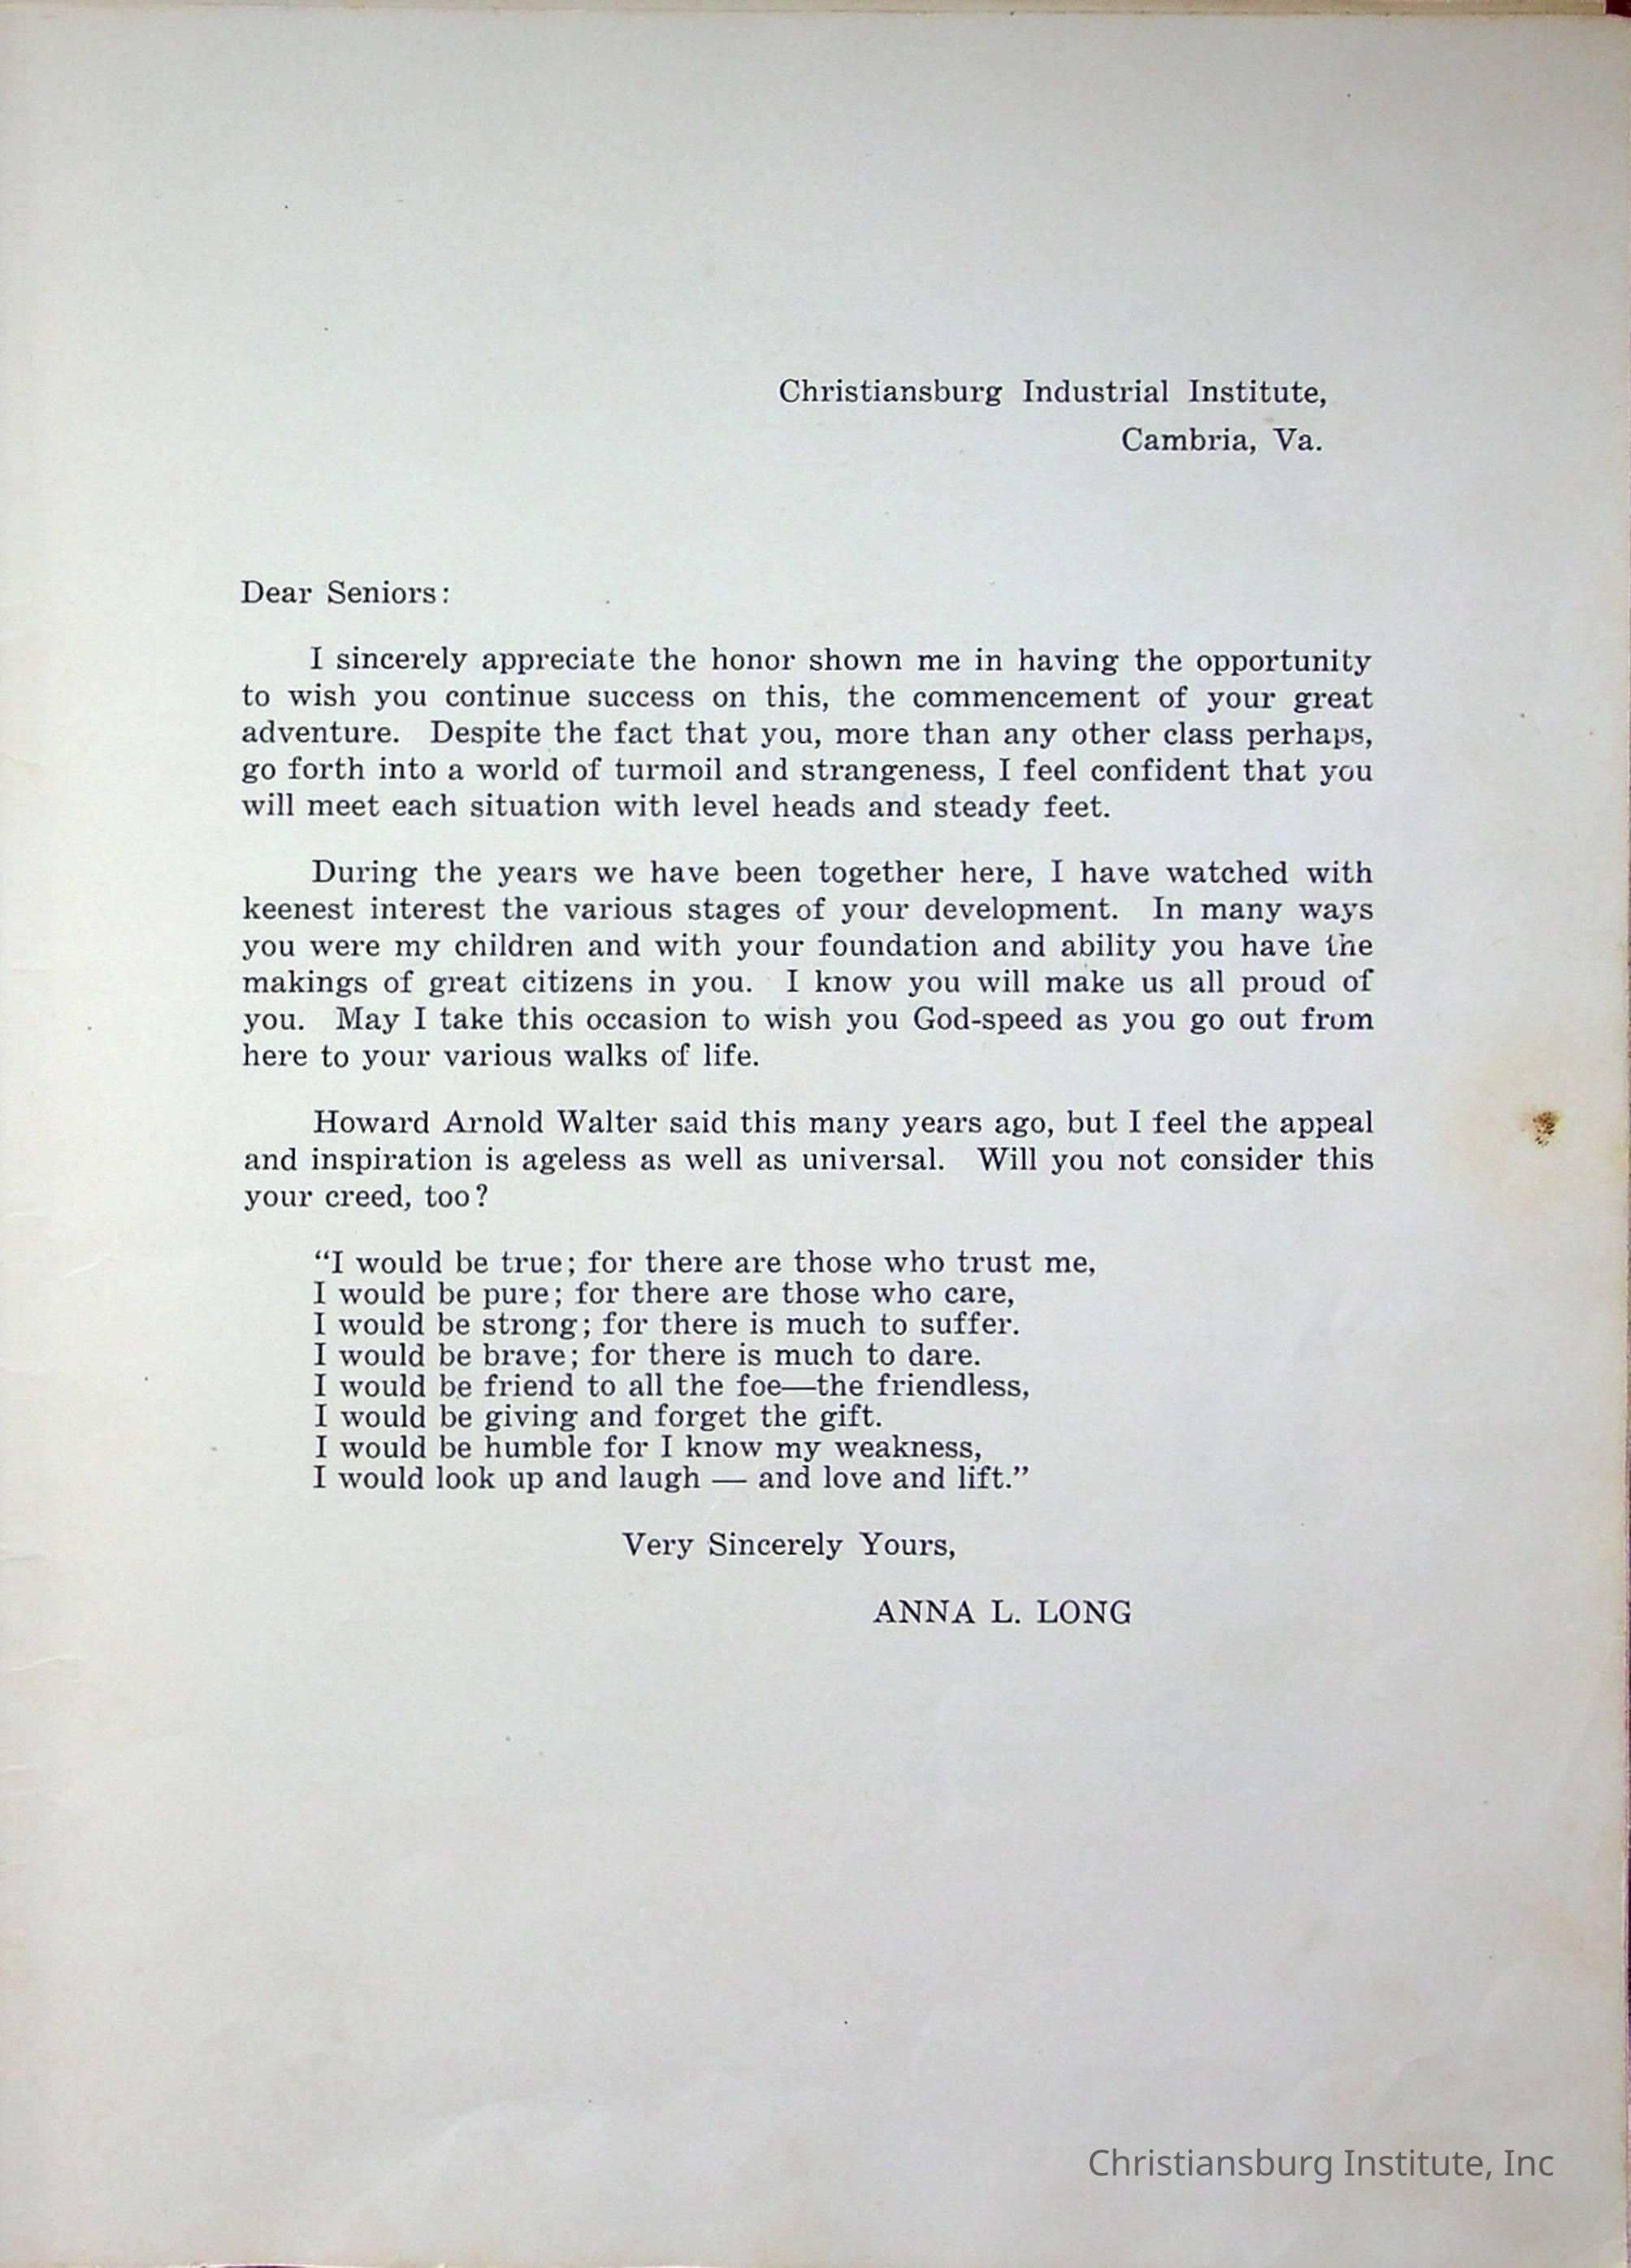 Christiansburg Industrial Institute,
Cambria, Va.
Dear Seniors:
I sincerely appreciate the honor shown me in having the opportunity
to wish you continue success on this, the commencement of your great
adventure. Despite the fact that you, more than any other class perhaps,
go forth into a world of turmoil and strangeness, I feel confident that you
will meet each situation with level heads and steady feet.
During the years we have been together here, I have watched with
keenest interest the various stages of your development. In many ways
you were my children and with your foundation and ability you have the
makings of great citizens in you. I know you will make us all proud of
you. May I take this occasion to wish you God-speed as you go out from
here to your various walks of life.
Howard Arnold Walter said this many years ago, but I feel the appeal
and inspiration is ageless as well as universal. Will you not consider this
your creed, too?
“I would be true; for there are those who trust me,
I would be pure; for there are those who care,
I would be strong; for there is much to suffer.
I would be brave; for there is much to dare.
I would be friend to all the foe—the friendless,
I would be giving and forget the gift.
I would be humble for I know my weakness,
I would look up and laugh — and love and lift.”
Very Sincerely Yours,
ANNA L. LONG
Christiansburg Institute, Inc